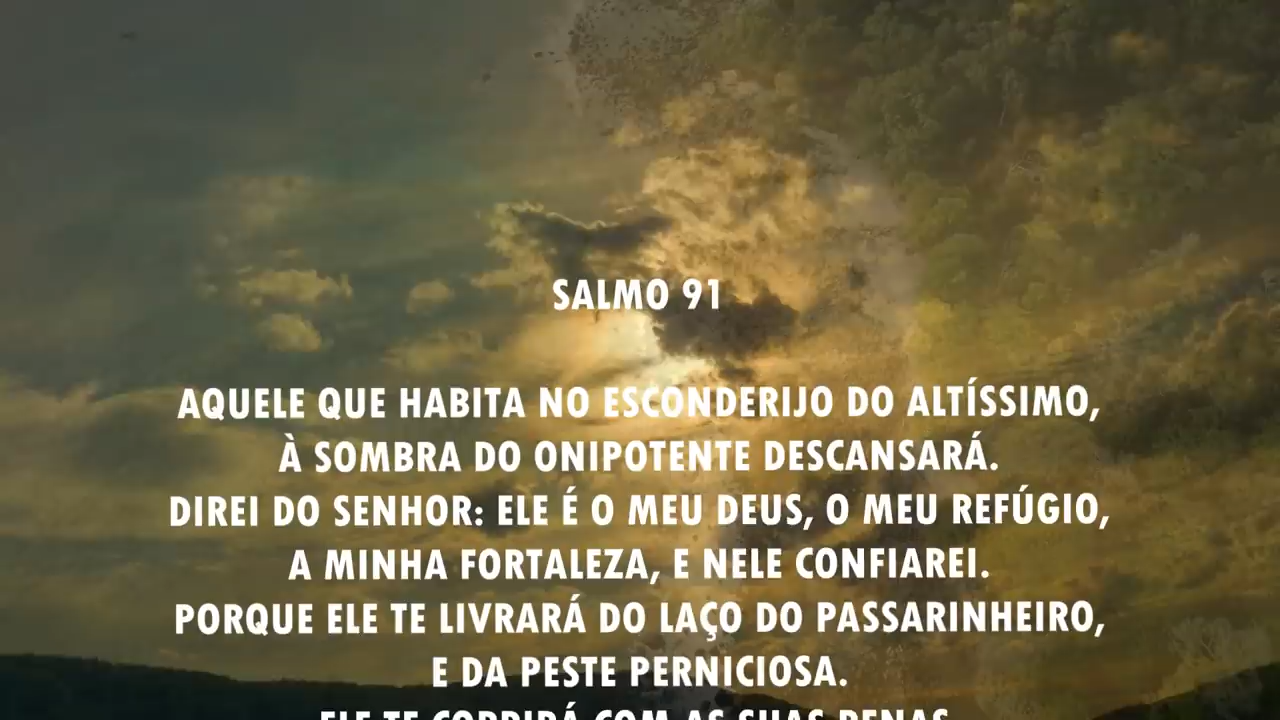 SALMO 91
AQUELE QUE HABITA NO ESCONDERIJO DO ALTÍSSIMO,
À SOMBRA DO ONIPOTENTE DESCANSARÁ.
DIREI DO SENHOR: ELE É O MEU DEUS, O MEU REFÚGIO,
A MINHA FORTALEZA, E NELE CONFIAREI.
PORQUE ELE TE LIVRARÁ DO LAÇO DO PASSARINHEIRO,
E DA PESTE PERNICIOSA.
ELE TE COBRIRÁ COM AS SUAS PENAS,